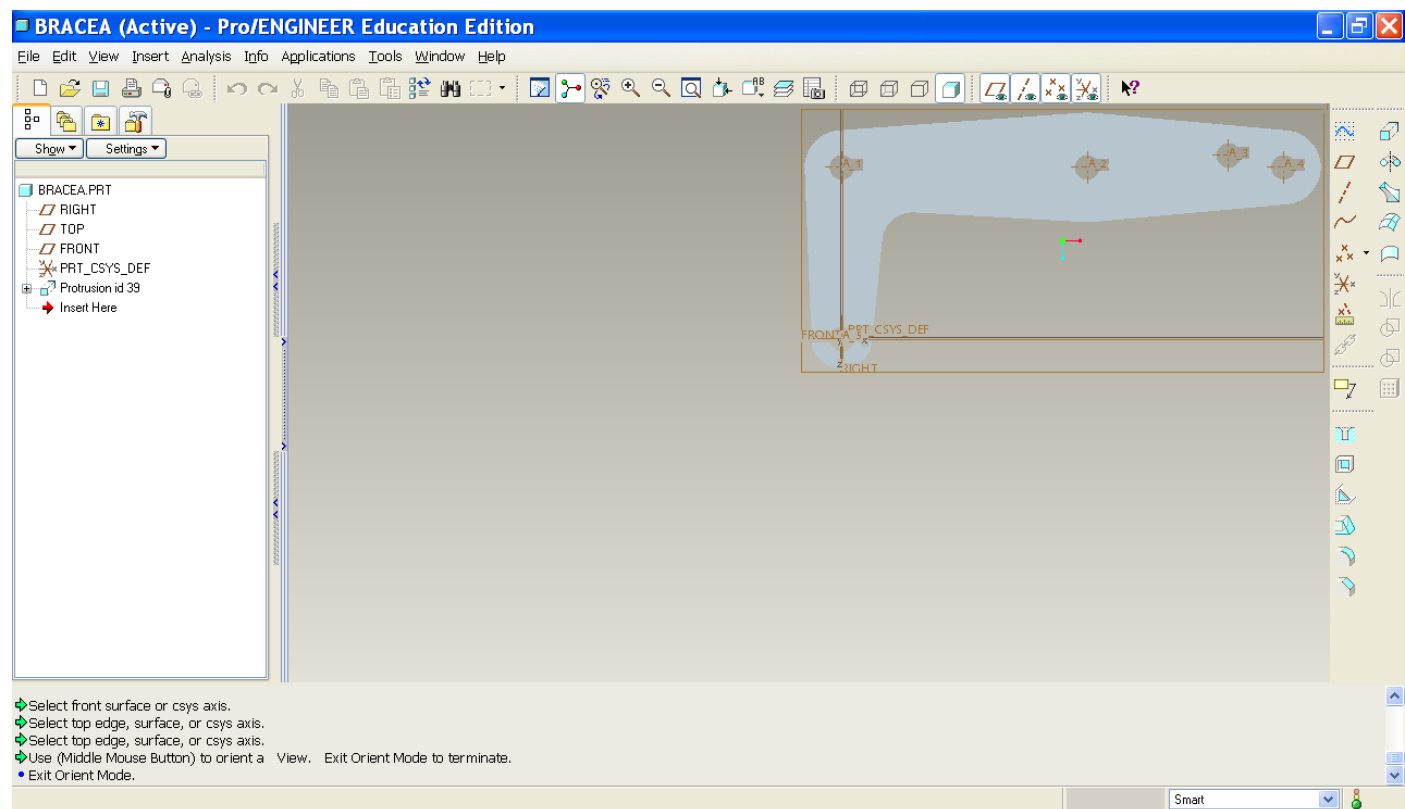 BRACEA (Active) - Pro/ENGINEER Education Edition
File Edit View Insert Analysis Info Applications Tools Window Help
Show Settings
BRACEA.PRT
RIGHT
TOP
FRONT
PRT_CSYS_DEF
Protrusion id 39
Insert Here
A_1
A_2
A_3
A_4
FRONT A_5 PRT_CSYS_DEF
y x
z RIGHT
Select front surface or csys axis.
Select top edge, surface, or csys axis.
Select top edge, surface, or csys axis.
Use (Middle Mouse Button) to orient a View. Exit Orient Mode to terminate.
Exit Orient Mode.
Smart